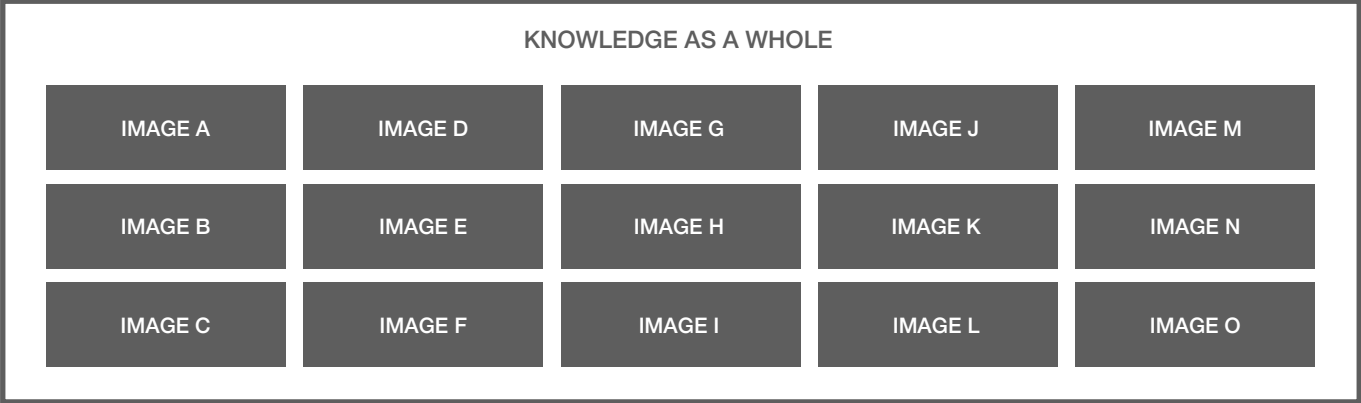 KNOWLEDGE AS A WHOLE
IMAGE A
IMAGE D
IMAGE G
IMAGE J
IMAGE M
IMAGE B
IMAGE E
IMAGE H
IMAGE K
IMAGE N
IMAGE C
IMAGE F
IMAGE I
IMAGE L
IMAGE O